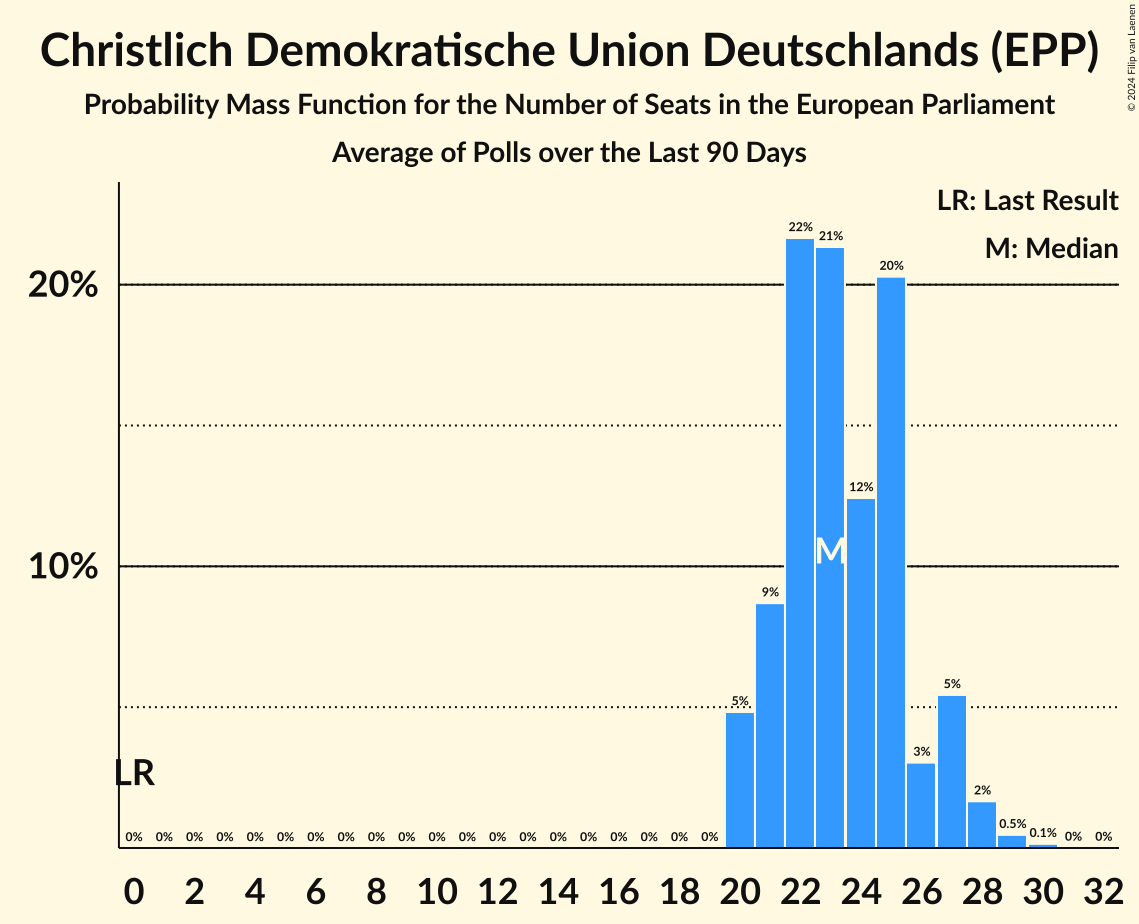 Christlich Demokratische Union Deutschlands (EPP)
Probability Mass Function for the Number of Seats in the European Parliament
Average of Polls over the Last 90 Days
© 2024 Filip van Laenen
LR: Last Result
M: Median
20%
10%
22%
21%
20%
12%
9%
5%
5%
3%
2%
0.5%
0.1%
M
LR
0% 0% 0% 0% 0% 0% 0% 0% 0% 0% 0% 0% 0% 0% 0% 0% 0% 0% 0% 0% 0% 0%
0 2 4 6 8 10 12 14 16 18 20 22 24 26 28 30 32